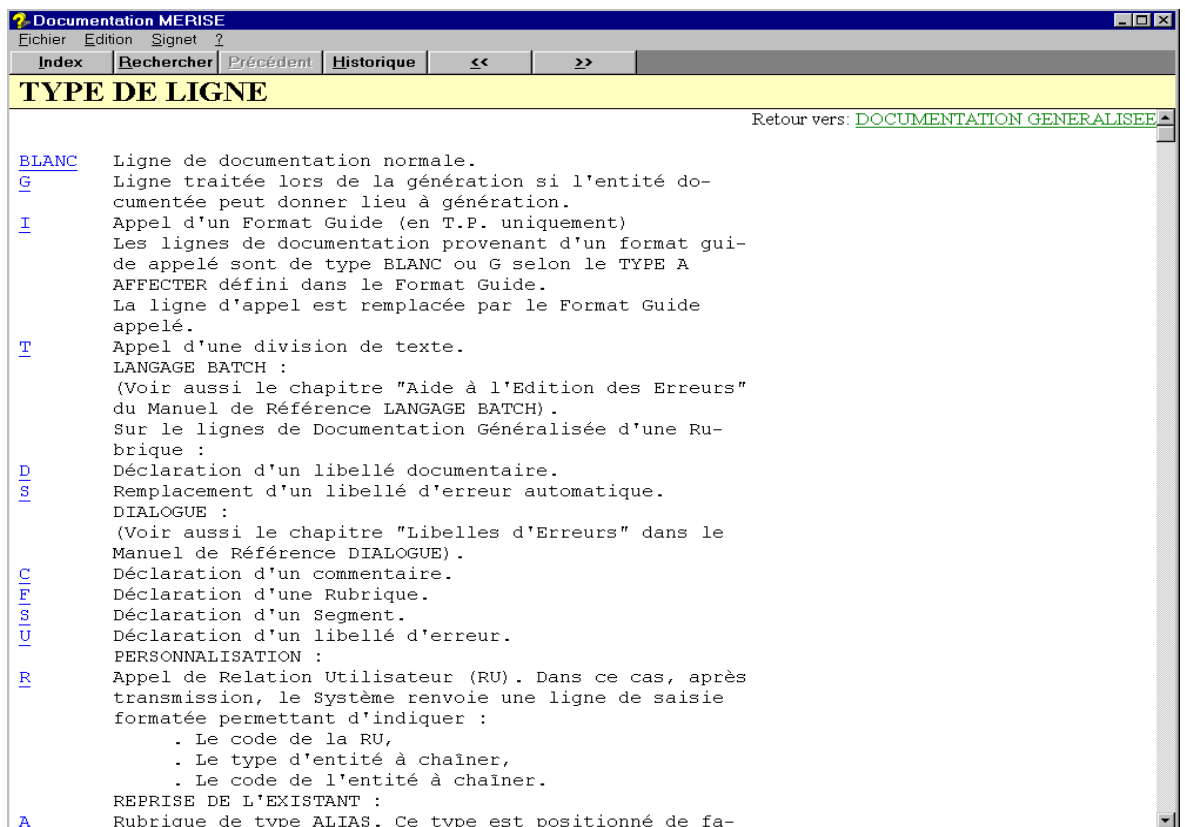 Documentation MERISE
Fichier Edition Signet ?
Index Rechercher Précédent Historique << >>
TYPE DE LIGNE
Retour vers: DOCUMENTATION GENERALISEE
BLANC Ligne de documentation normale.
G Ligne traitée lors de la génération si l'entité do-
cumentée peut donner lieu à génération.
I Appel d'un Format Guide (en T.P. uniquement)
Les lignes de documentation provenant d'un format gui-
de appelé sont de type BLANC ou G selon le TYPE A
AFFECTER défini dans le Format Guide.
La ligne d'appel est remplacée par le Format Guide
appelé.
T Appel d'une division de texte.
LANGAGE BATCH :
(Voir aussi le chapitre "Aide à l'Edition des Erreurs"
du Manuel de Référence LANGAGE BATCH).
Sur le lignes de Documentation Généralisée d'une Ru-
brique :
D Déclaration d'un libellé documentaire.
S Remplacement d'un libellé d'erreur automatique.
DIALOGUE :
(Voir aussi le chapitre "Libelles d'Erreurs" dans le
Manuel de Référence DIALOGUE).
C Déclaration d'un commentaire.
F Déclaration d'une Rubrique.
S Déclaration d'un Segment.
U Déclaration d'un libellé d'erreur.
PERSONNALISATION :
R Appel de Relation Utilisateur (RU). Dans ce cas, après
transmission, le Système renvoie une ligne de saisie
formatée permettant d'indiquer :
. Le code de la RU,
. Le type d'entité à chaîner,
. Le code de l'entité à chaîner.
REPRISE DE L'EXISTANT :
A Rubrique de type ALIAS. Ce type est positionné de fa-